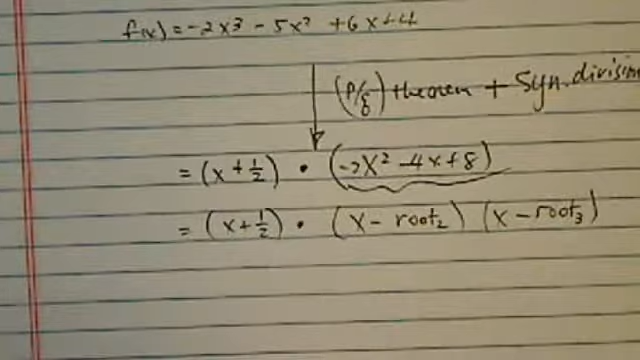 f(x) = -2x³ - 5x² + 6x + 4
(P/q) theorem + Syn. division
= (x + 1/2) • (-2x² - 4x + 8)
= (x + 1/2) • (x - root₂) (x - root₃)